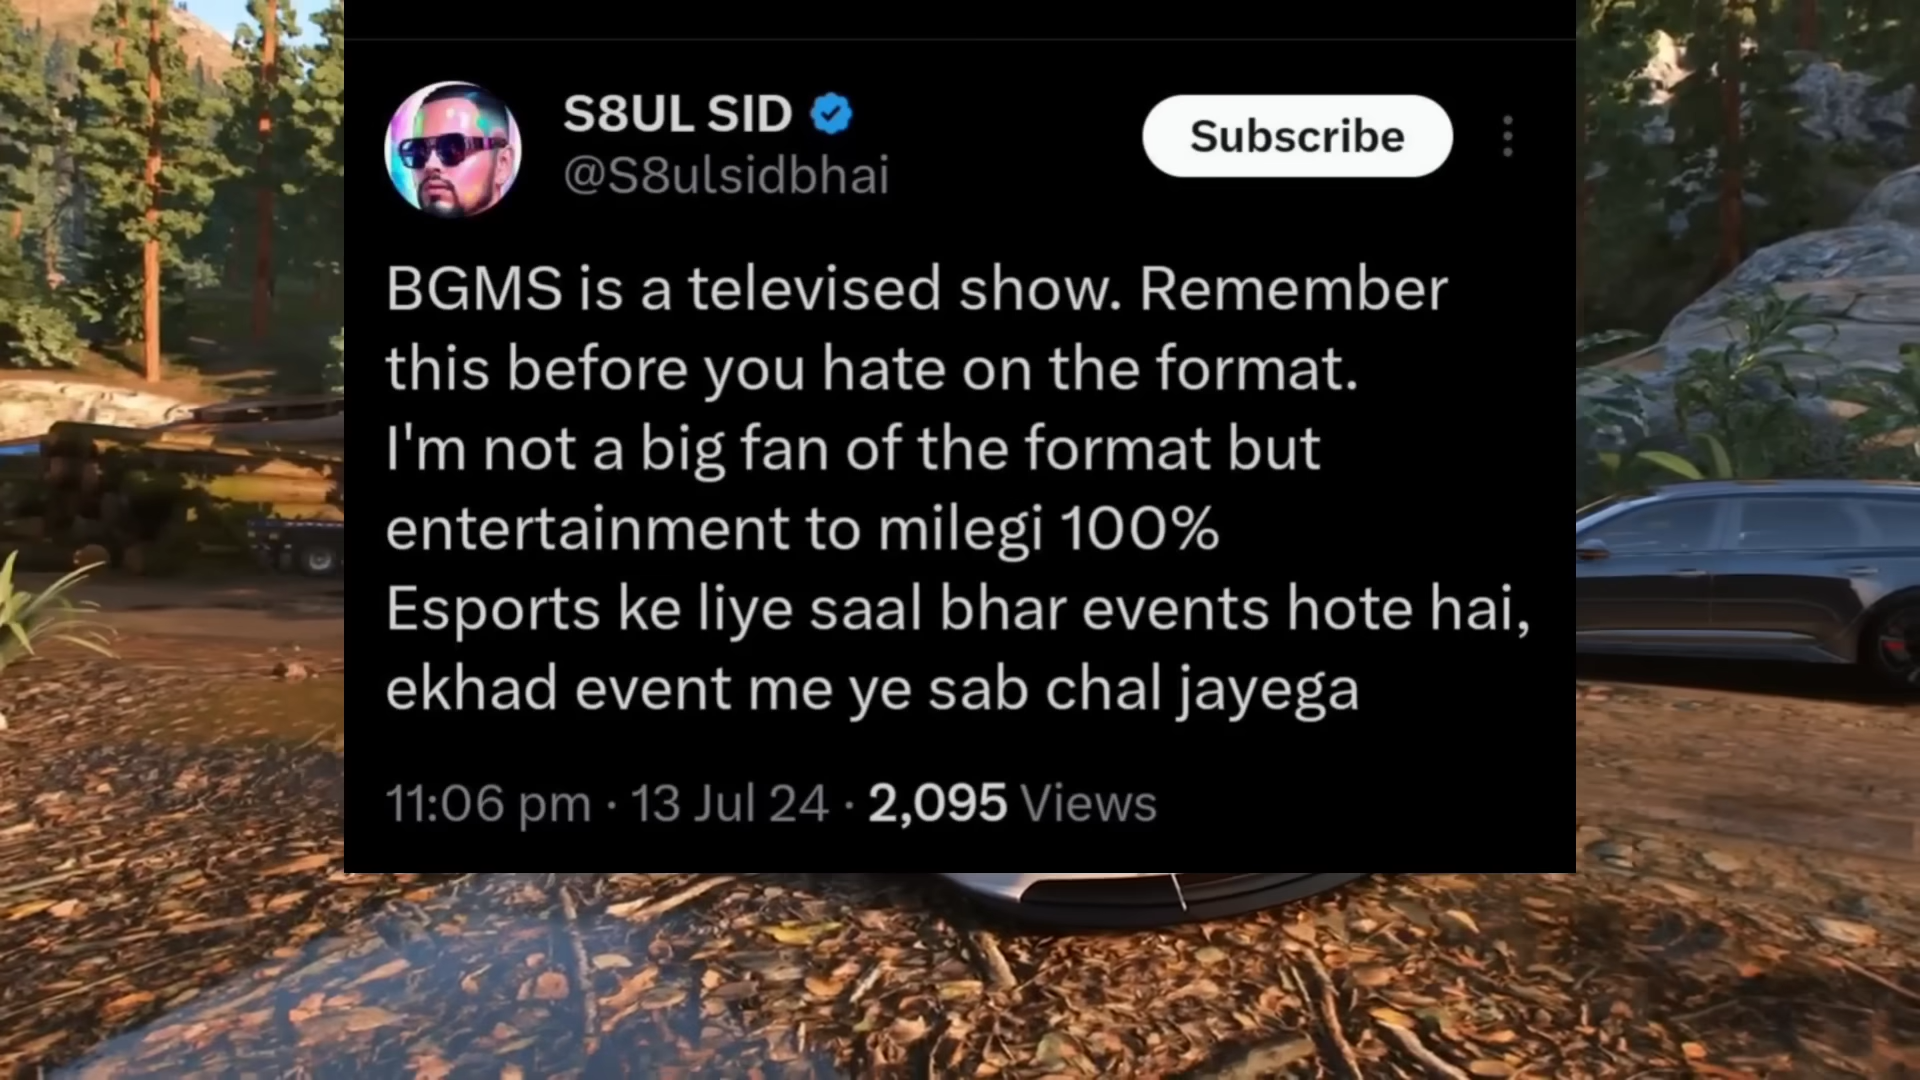 S8UL SID
@S8ulsidbhai
Subscribe
BGMS is a televised show. Remember
this before you hate on the format.
I'm not a big fan of the format but
entertainment to milegi 100%
Esports ke liye saal bhar events hote hai,
ekhad event me ye sab chal jayega
11:06 pm · 13 Jul 24 · 2,095 Views